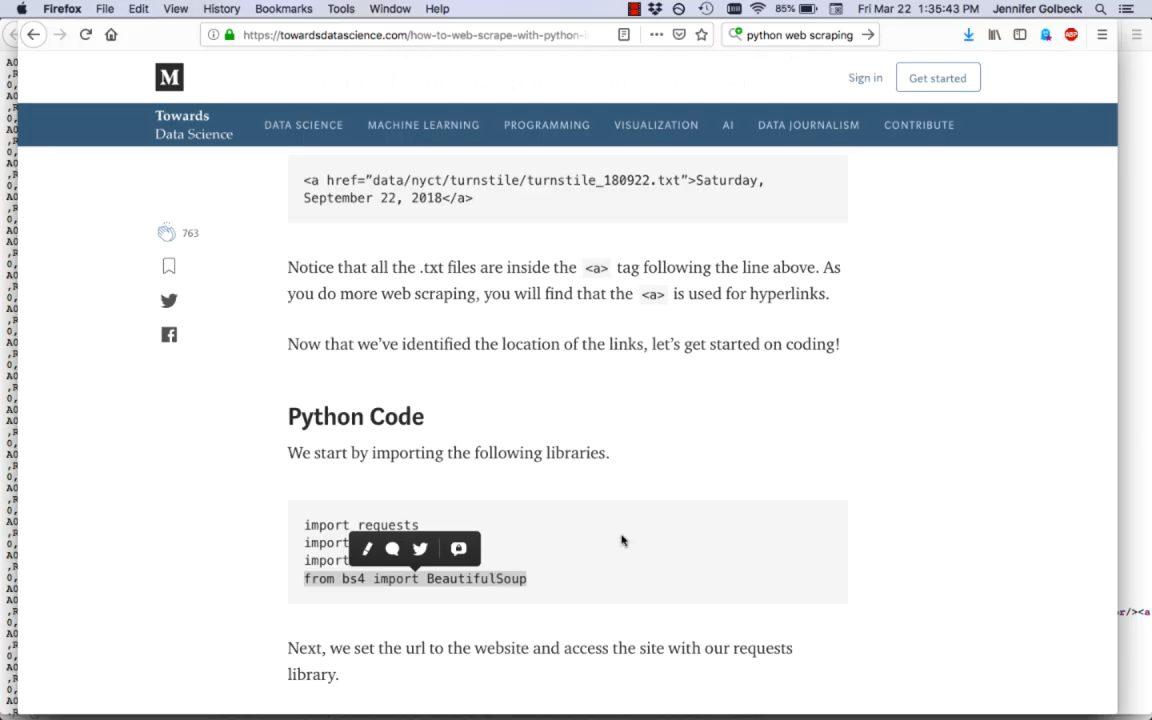 Firefox File Edit View History Bookmarks Tools Window Help 85% Fri Mar 22 1:35:43 PM Jennifer Golbeck
https://towardsdatascience.com/how-to-web-scrape-with-python- python web scraping
M Sign in Get started
Towards
Data Science DATA SCIENCE MACHINE LEARNING PROGRAMMING VISUALIZATION AI DATA JOURNALISM CONTRIBUTE
<a href=”data/nyct/turnstile/turnstile_180922.txt”>Saturday,
September 22, 2018</a>
763
Notice that all the .txt files are inside the <a> tag following the line above. As
you do more web scraping, you will find that the <a> is used for hyperlinks.
Now that we’ve identified the location of the links, let’s get started on coding!
Python Code
We start by importing the following libraries.
import requests
import
import
from bs4 import BeautifulSoup
Next, we set the url to the website and access the site with our requests
library.